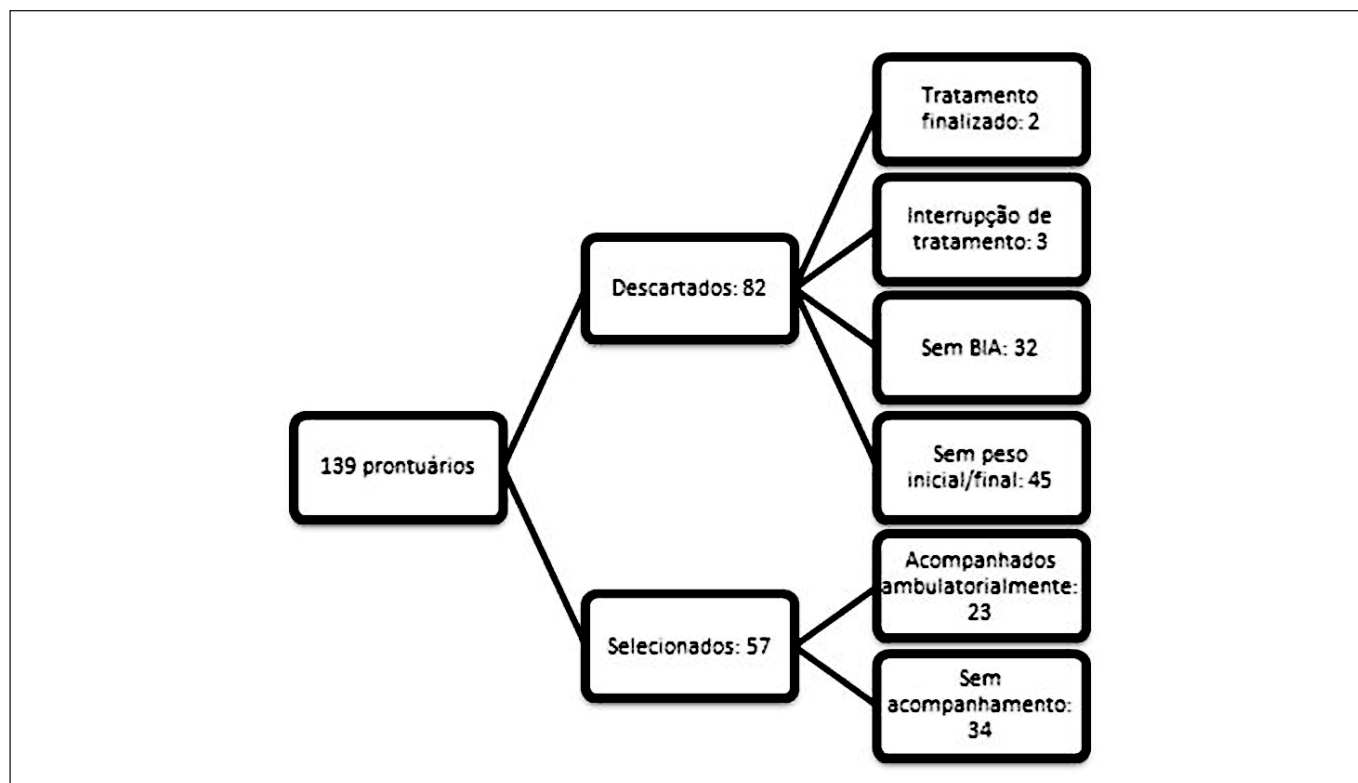 139 prontuários
Descartados: 82
Tratamento
finalizado: 2
Interrupção de
tratamento: 3
Sem BIA: 32
Sem peso
inicial/final: 45
Selecionados: 57
Acompanhados
ambulatorialmente:
23
Sem
acompanhamento:
34